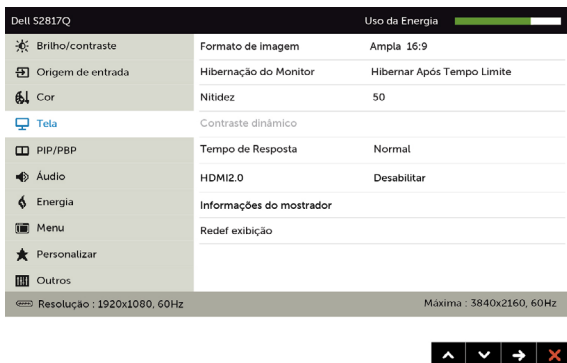 Dell S2817Q Uso da Energia
Brilho/contraste Formato de imagem Ampla 16:9
Origem de entrada Hibernação do Monitor Hibernar Após Tempo Limite
Cor Nitidez 50
Tela Contraste dinâmico
PIP/PBP Tempo de Resposta Normal
Áudio HDMI2.0 Desabilitar
Energia Informações do mostrador
Menu Redef exibição
Personalizar
Outros
Resolução : 1920x1080, 60Hz Máxima : 3840x2160, 60Hz